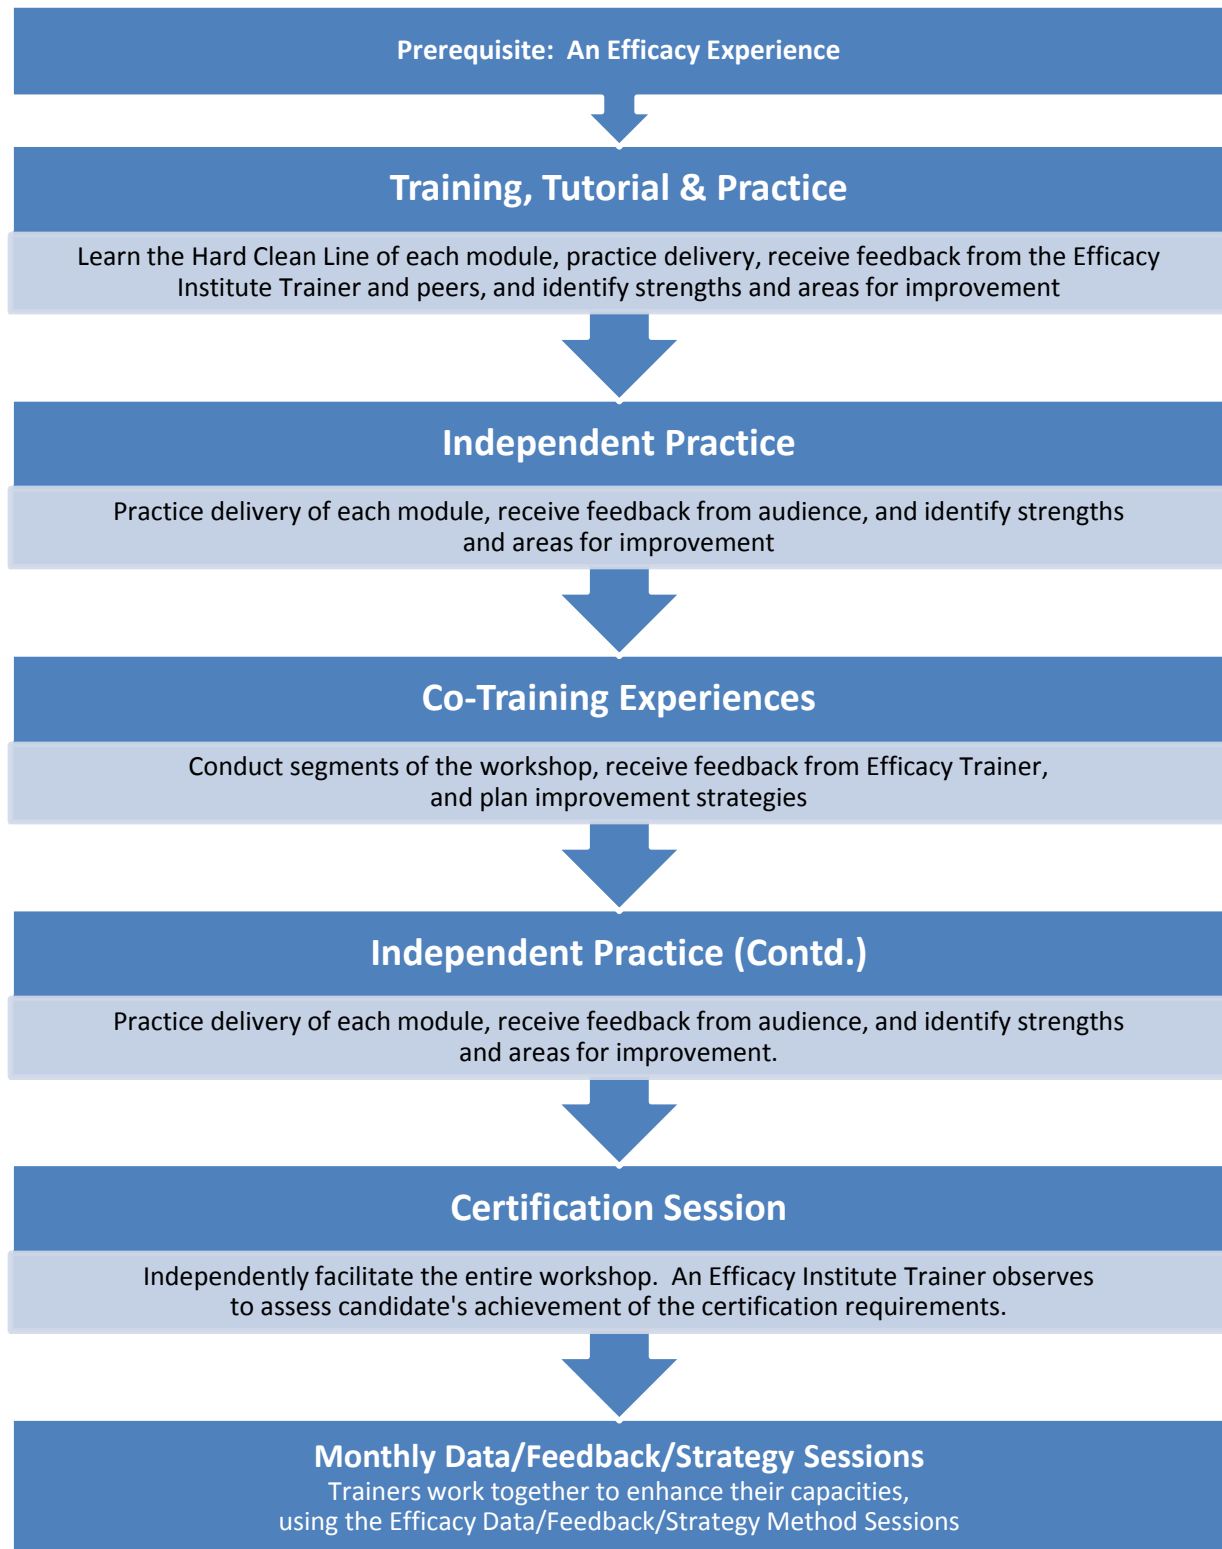 Prerequisite:  An Efficacy Experience
Training, Tutorial & Practice
Learn the Hard Clean Line of each module, practice delivery, receive feedback from the Efficacy
Institute Trainer and peers, and identify strengths and areas for improvement
Independent Practice
Practice delivery of each module, receive feedback from audience, and identify strengths
and areas for improvement
Co-Training Experiences
Conduct segments of the workshop, receive feedback from Efficacy Trainer,
and plan improvement strategies
Independent Practice (Contd.)
Practice delivery of each module, receive feedback from audience, and identify strengths
and areas for improvement.
Certification Session
Independently facilitate the entire workshop.  An Efficacy Institute Trainer observes
to assess candidate's achievement of the certification requirements.
Monthly Data/Feedback/Strategy Sessions
Trainers work together to enhance their capacities,
using the Efficacy Data/Feedback/Strategy Method Sessions